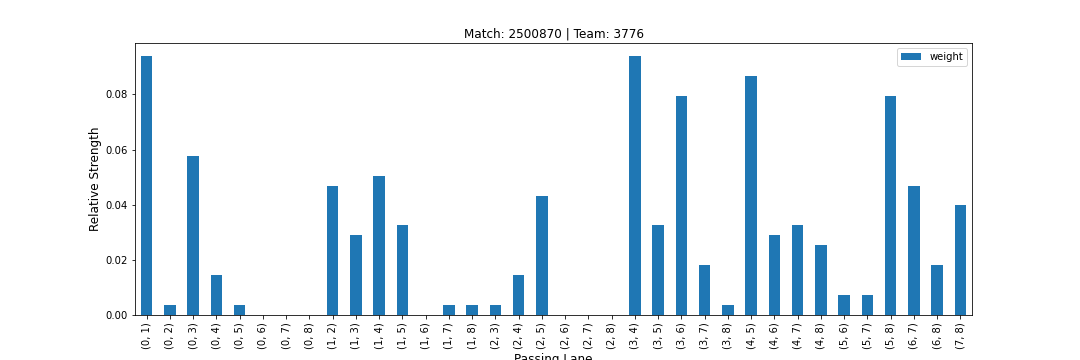 Match: 2500870 | Team: 3776
weight
Relative Strength
0.08
0.06
0.04
0.02
0.00
(0, 1) (0, 2) (0, 3) (0, 4) (0, 5) (0, 6) (0, 7) (0, 8) (1, 2) (1, 3) (1, 4) (1, 5) (1, 6) (1, 7) (1, 8) (2, 3) (2, 4) (2, 5) (2, 6) (2, 7) (2, 8) (3, 4) (3, 5) (3, 6) (3, 7) (3, 8) (4, 5) (4, 6) (4, 7) (4, 8) (5, 6) (5, 7) (5, 8) (6, 7) (6, 8) (7, 8)
Passing Lane